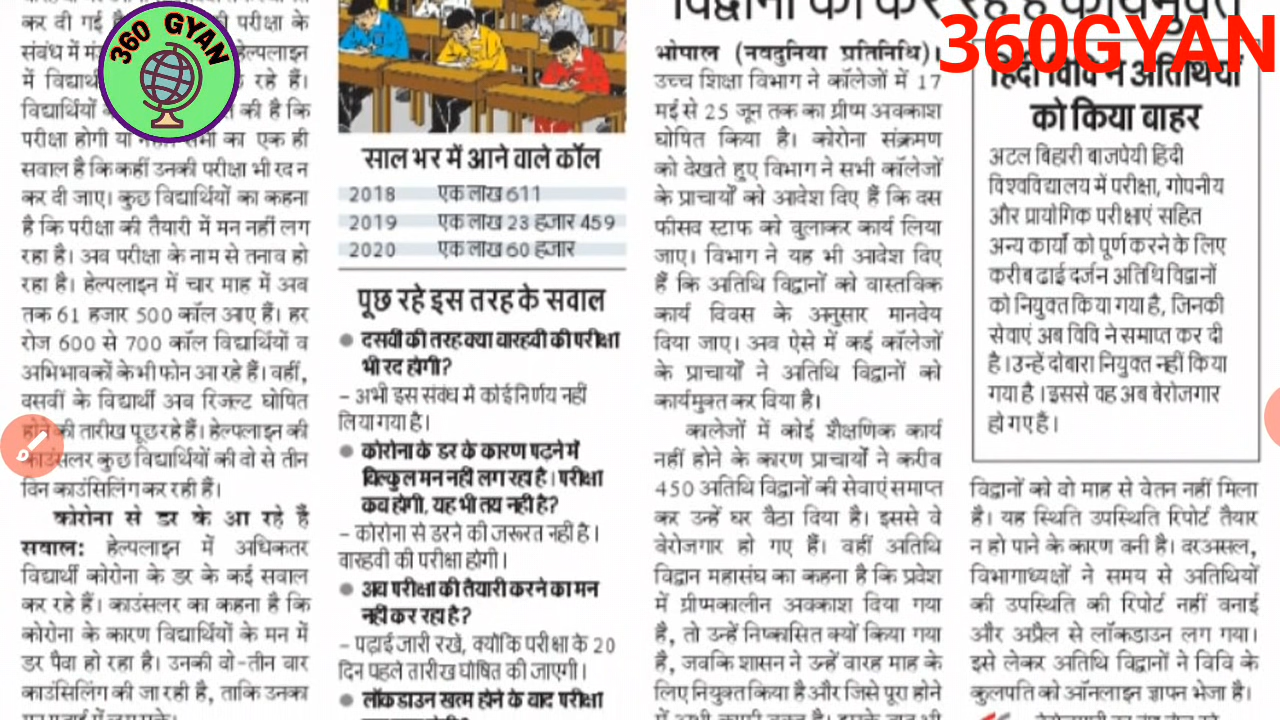 कर दी गई है परीक्षा के
संबंध में हेल्पलाइन
में विद्यार्थी रहे हैं।
विद्यार्थियों की है कि
परीक्षा होगी या का एक ही
सवाल है कि कहीं उनकी परीक्षा भी रद न
कर दी जाए। कुछ विद्यार्थियों का कहना
है कि परीक्षा की तैयारी में मन नहीं लग
रहा है। अब परीक्षा के नाम से तनाव हो
रहा है। हेल्पलाइन में चार माह में अब
तक 61 हजार 500 कॉल आए हैं। हर
रोज 600 से 700 कॉल विद्यार्थियों व
अभिभावकों के भी फोन आ रहे हैं। वहीं,
दसवीं के विद्यार्थी अब रिजल्ट घोषित
होने की तारीख पूछ रहे हैं। हेल्पलाइन की
काउंसलर कुछ विद्यार्थियों की दो से तीन
दिन काउंसिलिंग कर रही हैं।
कोरोना से डर के आ रहे हैं
सवाल: हेल्पलाइन में अधिकतर
विद्यार्थी कोरोना के डर के कई सवाल
कर रहे हैं। काउंसलर का कहना है कि
कोरोना के कारण विद्यार्थियों के मन में
डर पैदा हो रहा है। उनकी दो-तीन बार
काउंसिलिंग की जा रही है, ताकि उनका
360 GYAN
साल भर में आने वाले कॉल
2018 एक लाख 611
2019 एक लाख 23 हजार 459
2020 एक लाख 60 हजार
पूछ रहे इस तरह के सवाल
● दसवीं की तरह क्या बारहवीं की परीक्षा
भी रद होगी?
– अभी इस संबंध में कोई निर्णय नहीं
लिया गया है।
● कोरोना के डर के कारण पढ़ने में
बिल्कुल मन नहीं लग रहा है। परीक्षा
कब होगी, यह भी तय नहीं है?
– कोरोना से डरने की जरूरत नहीं है।
बारहवीं की परीक्षा होगी।
● अब परीक्षा की तैयारी करने का मन
नहीं कर रहा है?
– पढ़ाई जारी रखें, क्योंकि परीक्षा के 20
दिन पहले तारीख घोषित की जाएगी।
● लॉकडाउन खत्म होने के बाद परीक्षा
विद्वानों को कर रहे हैं कार्यमुक्त
भोपाल (नवदुनिया प्रतिनिधि)।
उच्च शिक्षा विभाग ने कॉलेजों में 17
मई से 25 जून तक का ग्रीष्म अवकाश
घोषित किया है। कोरोना संक्रमण
को देखते हुए विभाग ने सभी कॉलेजों
के प्राचार्यों को आदेश दिए हैं कि दस
फीसद स्टाफ को बुलाकर कार्य लिया
जाए। विभाग ने यह भी आदेश दिए
हैं कि अतिथि विद्वानों को वास्तविक
कार्य दिवस के अनुसार मानदेय
दिया जाए। अब ऐसे में कई कॉलेजों
के प्राचार्यों ने अतिथि विद्वानों को
कार्यमुक्त कर दिया है।
कालेजों में कोई शैक्षणिक कार्य
नहीं होने के कारण प्राचार्यों ने करीब
450 अतिथि विद्वानों की सेवाएं समाप्त
कर उन्हें घर बैठा दिया है। इससे वे
बेरोजगार हो गए हैं। वहीं अतिथि
विद्वान महासंघ का कहना है कि प्रदेश
में ग्रीष्मकालीन अवकाश दिया गया
है, तो उन्हें निष्कासित क्यों किया गया
है, जबकि शासन ने उन्हें बारह माह के
लिए नियुक्त किया है और जिसे पूरा होने
360GYAN
हिंदी विवि ने अतिथियों
को किया बाहर
अटल बिहारी बाजपेयी हिंदी
विश्वविद्यालय में परीक्षा, गोपनीय
और प्रायोगिक परीक्षाएं सहित
अन्य कार्यों को पूर्ण करने के लिए
करीब ढाई दर्जन अतिथि विद्वानों
को नियुक्त किया गया है, जिनकी
सेवाएं अब विवि ने समाप्त कर दी
है। उन्हें दोबारा नियुक्त नहीं किया
गया है। इससे वह अब बेरोजगार
हो गए हैं।
विद्वानों को दो माह से वेतन नहीं मिला
है। यह स्थिति उपस्थिति रिपोर्ट तैयार
न हो पाने के कारण बनी है। दरअसल,
विभागाध्यक्षों ने समय से अतिथियों
की उपस्थिति की रिपोर्ट नहीं बनाई
और अप्रैल से लॉकडाउन लग गया।
इसे लेकर अतिथि विद्वानों ने विवि के
कुलपति को ऑनलाइन ज्ञापन भेजा है।